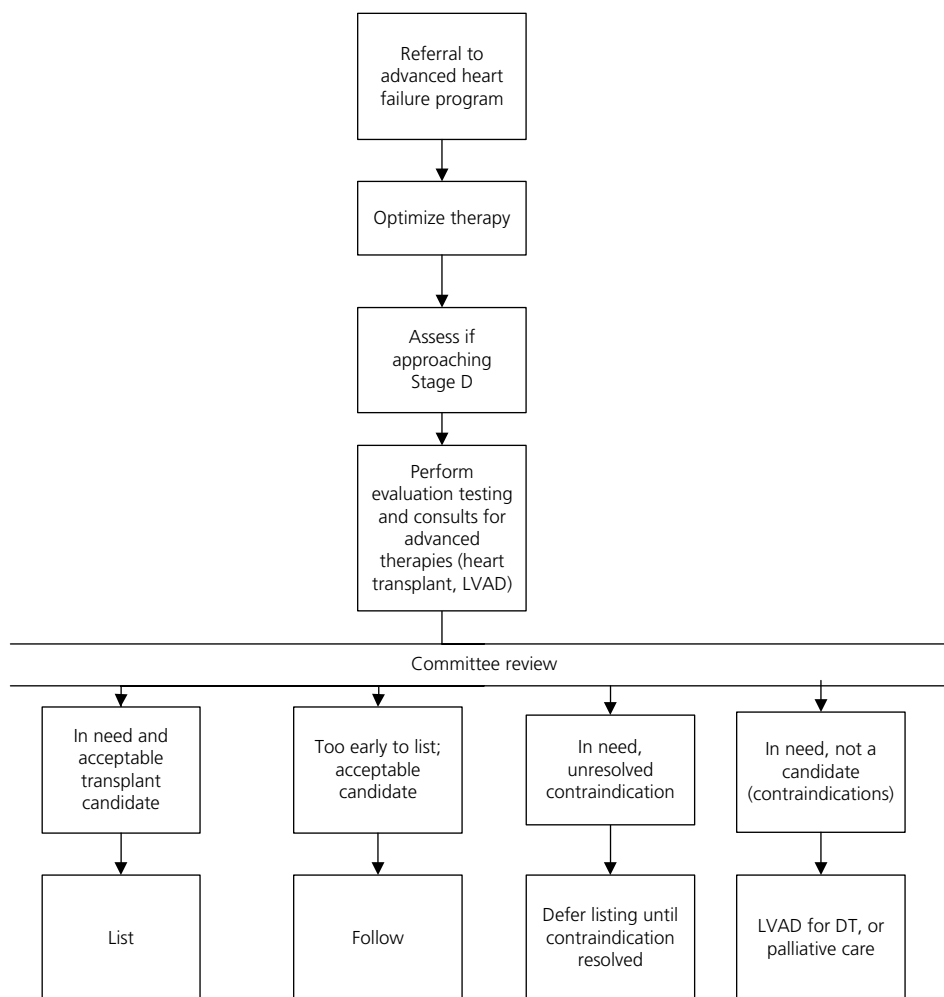 Referral to
advanced heart
failure program
Optimize therapy
Assess if
approaching
Stage D
Perform
evaluation testing
and consults for
advanced
therapies (heart
transplant, LVAD)
Committee review
In need and
acceptable
transplant
candidate
Too early to list;
acceptable
candidate
In need,
unresolved
contraindication
In need, not a
candidate
(contraindications)
List
Follow
Defer listing until
contraindication
resolved
LVAD for DT, or
palliative care